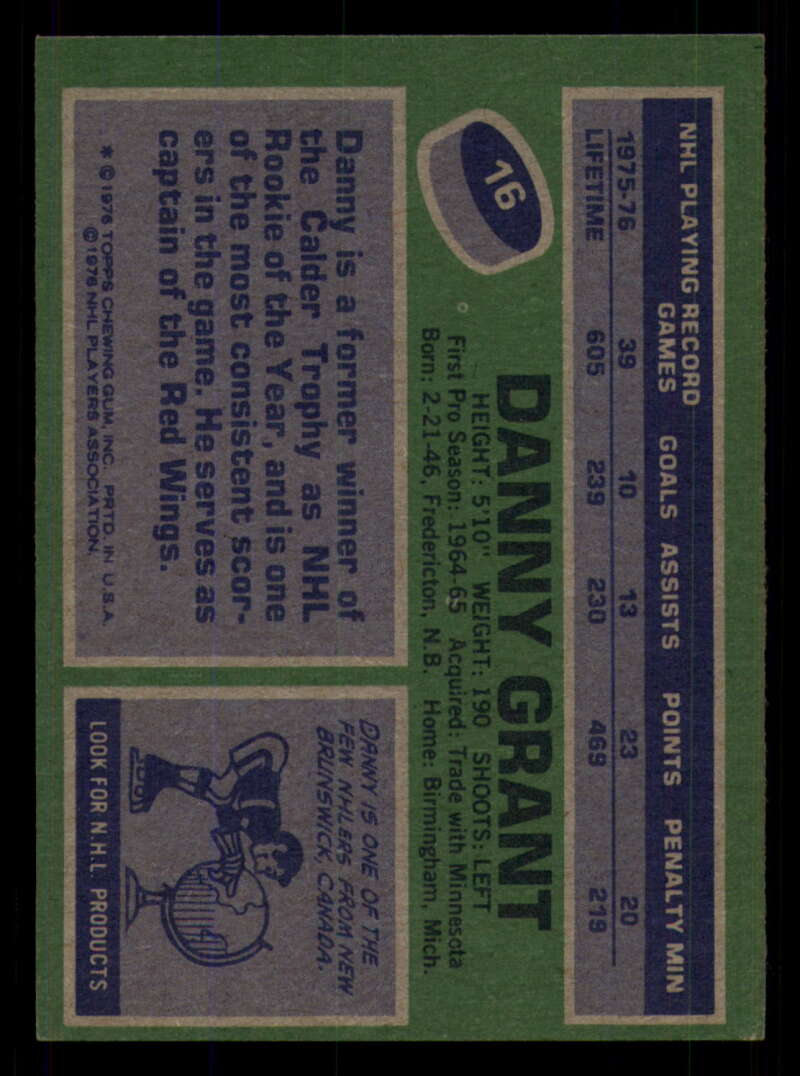 NHL PLAYING RECORD
GAMES GOALS ASSISTS POINTS PENALTY MIN
1975-76 39 10 13 23 20
LIFETIME 605 239 230 469 219
16
DANNY GRANT
HEIGHT: 5'10" WEIGHT: 190 SHOOTS: LEFT
First Pro Season: 1964-65 Acquired: Trade with Minnesota
Born: 2-21-46, Fredericton, N.B. Home: Birmingham, Mich.
Danny is a former winner of
the Calder Trophy as NHL
Rookie of the Year, and is one
of the most consistent scor-
ers in the game. He serves as
captain of the Red Wings.
* © 1976 TOPPS CHEWING GUM, INC. PRTD. IN U.S.A.
© 1976 NHL PLAYERS ASSOCIATION.
DANNY IS ONE OF THE
FEW NHLERS FROM NEW
BRUNSWICK, CANADA.
LOOK FOR N.H.L. PRODUCTS